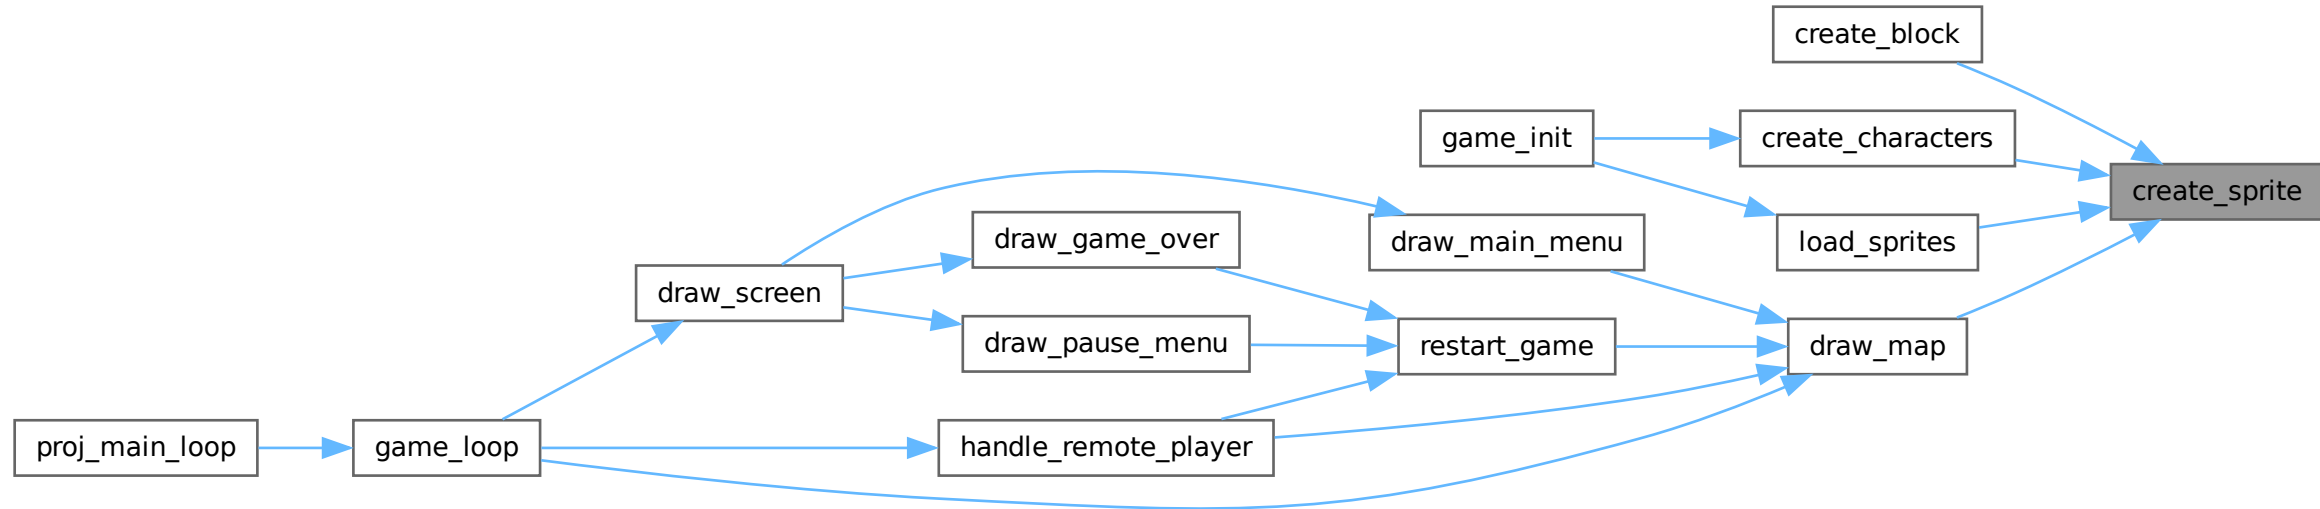 create_block
game_init
create_characters
create_sprite
draw_game_over
draw_main_menu
load_sprites
draw_screen
draw_pause_menu
restart_game
draw_map
proj_main_loop
game_loop
handle_remote_player